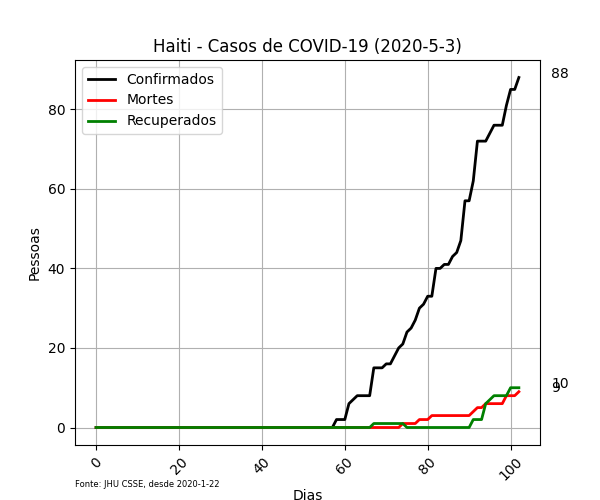 Haiti - Casos de COVID-19 (2020-5-3)
Confirmados
Mortes
Recuperados
88
10
9
80
60
40
20
0
Pessoas
0 20 40 60 80 100
Fonte: JHU CSSE, desde 2020-1-22
Dias